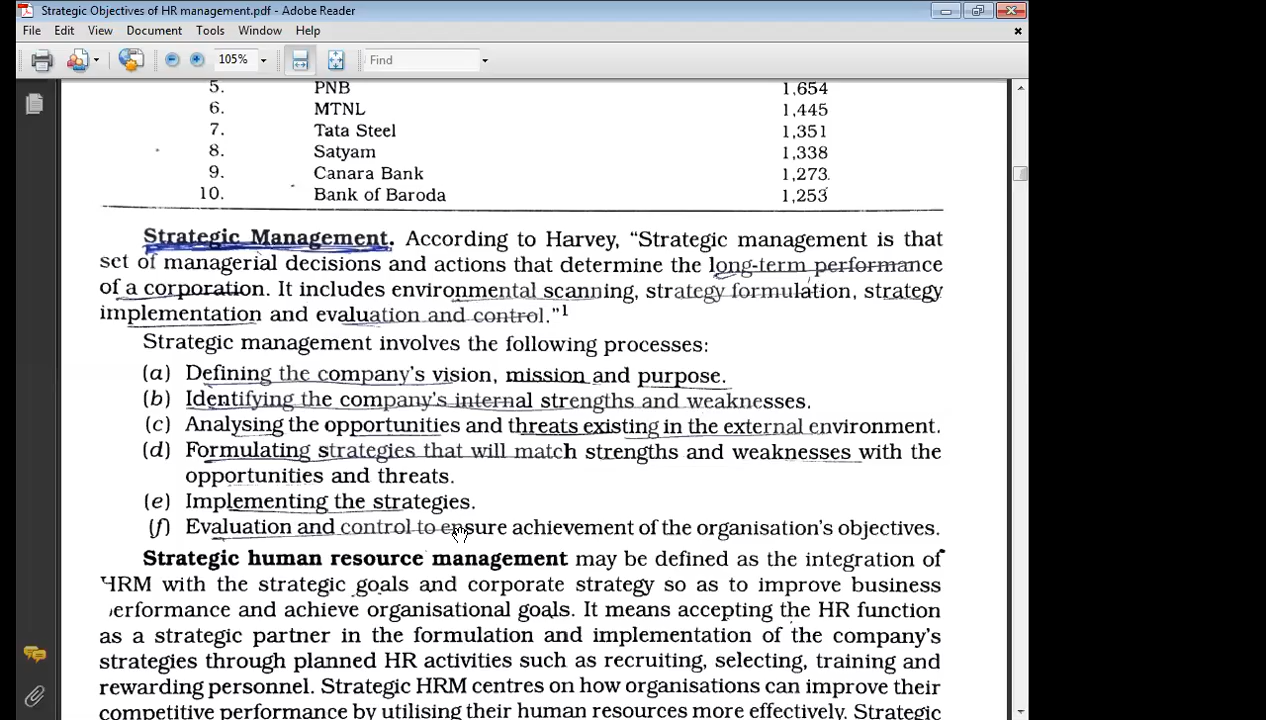 Strategic Objectives of HR management.pdf - Adobe Reader
File Edit View Document Tools Window Help
105% Find
5. PNB 1,654
6. MTNL 1,445
7. Tata Steel 1,351
8. Satyam 1,338
9. Canara Bank 1,273
10. Bank of Baroda 1,253
Strategic Management. According to Harvey, “Strategic management is that
set of managerial decisions and actions that determine the long-term performance
of a corporation. It includes environmental scanning, strategy formulation, strategy
implementation and evaluation and control.”1
Strategic management involves the following processes:
(a) Defining the company's vision, mission and purpose.
(b) Identifying the company's internal strengths and weaknesses.
(c) Analysing the opportunities and threats existing in the external environment.
(d) Formulating strategies that will match strengths and weaknesses with the
opportunities and threats.
(e) Implementing the strategies.
(f) Evaluation and control to ensure achievement of the organisation's objectives.
Strategic human resource management may be defined as the integration of
HRM with the strategic goals and corporate strategy so as to improve business
performance and achieve organisational goals. It means accepting the HR function
as a strategic partner in the formulation and implementation of the company's
strategies through planned HR activities such as recruiting, selecting, training and
rewarding personnel. Strategic HRM centres on how organisations can improve their
competitive performance by utilising their human resources more effectively. Strategic